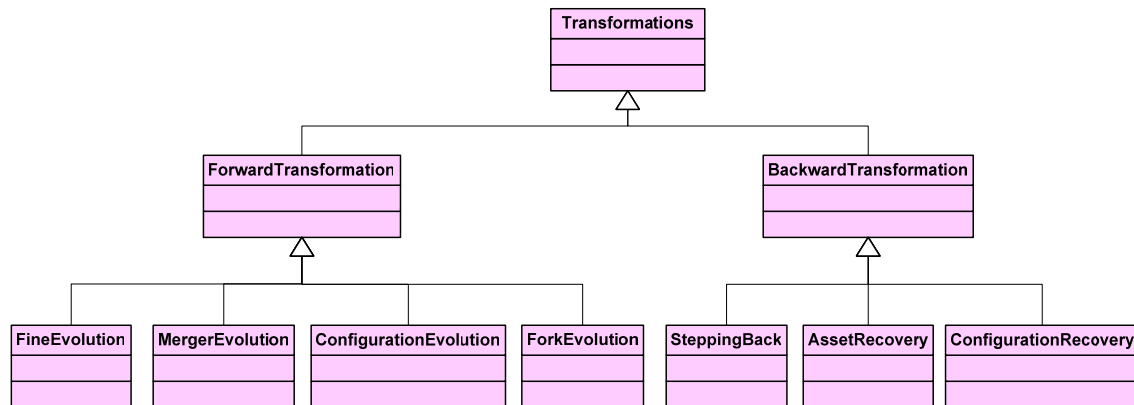 Transformations
ForwardTransformation
BackwardTransformation
FineEvolution
MergerEvolution
ConfigurationEvolution
ForkEvolution
SteppingBack
AssetRecovery
ConfigurationRecovery